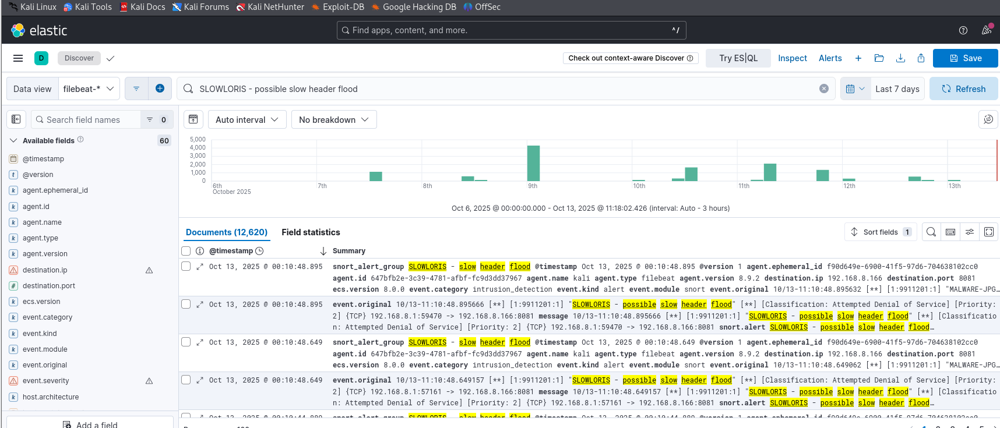 Kali Linux Kali Tools Kali Docs Kali Forums Kali NetHunter Exploit-DB Google Hacking DB OffSec
elastic Find apps, content, and more. ^/
D Discover Check out context-aware Discover Try ES|QL Inspect Alerts Save
Data view filebeat-* SLOWLORIS - possible slow header flood Last 7 days Refresh
Search field names 0 Auto interval No breakdown
Available fields 60
@timestamp
@version
agent.ephemeral_id
agent.id
agent.name
agent.type
agent.version
destination.ip
destination.port
ecs.version
event.category
event.kind
event.module
event.original
event.severity
host.architecture
Add a field
5,000
4,000
3,000
2,000
1,000
0
6th 7th 8th 9th 10th 11th 12th 13th
October 2025
Oct 6, 2025 @ 00:00:00.000 - Oct 13, 2025 @ 11:18:02.426 (interval: Auto - 3 hours)
Documents (12,620) Field statistics Sort fields 1
@timestamp Summary
Oct 13, 2025 @ 00:10:48.895 snort_alert_group SLOWLORIS - slow header flood @timestamp Oct 13, 2025 @ 00:10:48.895 @version 1 agent.ephemeral_id f90d649e-6900-41f5-97d6-704638102cc0
agent.id 647bfb2e-3c39-4781-afbf-fc9d3dd37967 agent.name kali agent.type filebeat agent.version 8.9.2 destination.ip 192.168.8.166 destination.port 8081
ecs.version 8.0.0 event.category intrusion_detection event.kind alert event.module snort event.original 10/13-11:10:48.895632 [**] [1:9911201:1] "MALWARE-JPG…
Oct 13, 2025 @ 00:10:48.895 event.original 10/13-11:10:48.895666 [**] [1:9911201:1] "SLOWLORIS - possible slow header flood" [**] [Classification: Attempted Denial of Service] [Priority:
2] {TCP} 192.168.8.1:59470 -> 192.168.8.166:8081 message 10/13-11:10:48.895666 [**] [1:9911201:1] "SLOWLORIS - possible slow header flood" [**] [Classificatio
n: Attempted Denial of Service] [Priority: 2] {TCP} 192.168.8.1:59470 -> 192.168.8.166:8081 snort.alert SLOWLORIS - possible slow header flood…
Oct 13, 2025 @ 00:10:48.649 snort_alert_group SLOWLORIS - slow header flood @timestamp Oct 13, 2025 @ 00:10:48.649 @version 1 agent.ephemeral_id f90d649e-6900-41f5-97d6-704638102cc0
agent.id 647bfb2e-3c39-4781-afbf-fc9d3dd37967 agent.name kali agent.type filebeat agent.version 8.9.2 destination.ip 192.168.8.166 destination.port 8081
ecs.version 8.0.0 event.category intrusion_detection event.kind alert event.module snort event.original 10/13-11:10:48.649062 [**] [1:9911201:1] "MALWARE-JPG…
Oct 13, 2025 @ 00:10:48.649 event.original 10/13-11:10:48.649157 [**] [1:9911201:1] "SLOWLORIS - possible slow header flood" [**] [Classification: Attempted Denial of Service] [Priority:
2] {TCP} 192.168.8.1:57161 -> 192.168.8.166:8081 message 10/13-11:10:48.649157 [**] [1:9911201:1] "SLOWLORIS - possible slow header flood" [**] [Classificatio
n: Attempted Denial of Service] [Priority: 2] {TCP} 192.168.8.1:57161 -> 192.168.8.166:8081 snort.alert SLOWLORIS - possible slow header flood…